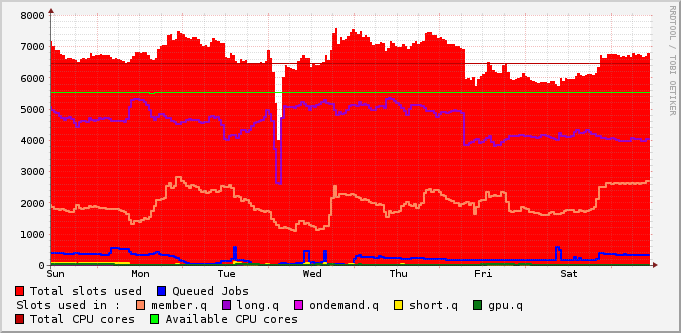 RRDTOOL / TOBI OETIKER
8000
7000
6000
5000
4000
3000
2000
1000
0
Sun Mon Tue Wed Thu Fri Sat
Total slots used Queued Jobs
Slots used in : member.q long.q ondemand.q short.q gpu.q
Total CPU cores Available CPU cores